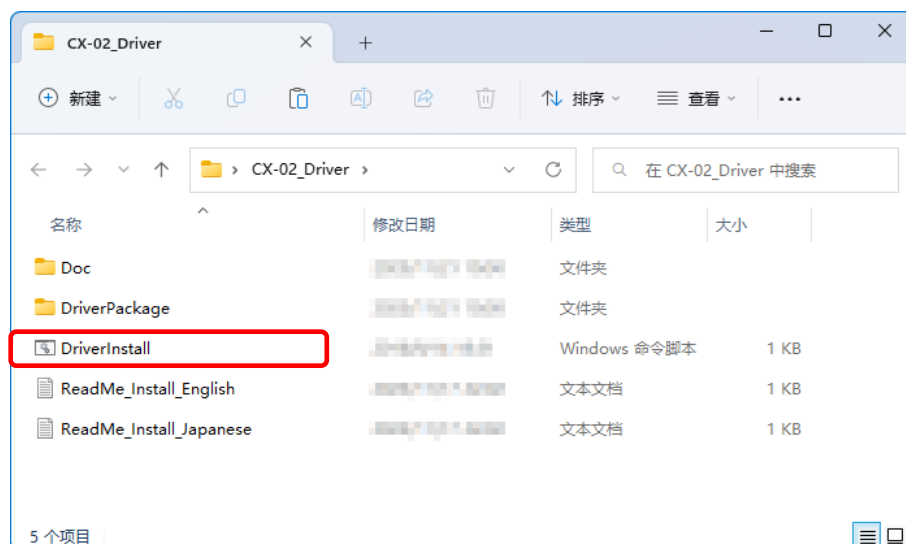 CX-02_Driver
新建
排序
查看
CX-02_Driver
在 CX-02_Driver 中搜索
名称 修改日期 类型 大小
Doc 文件夹
DriverPackage 文件夹
DriverInstall Windows 命令脚本 1 KB
ReadMe_Install_English 文本文档 1 KB
ReadMe_Install_Japanese 文本文档 1 KB
5 个项目